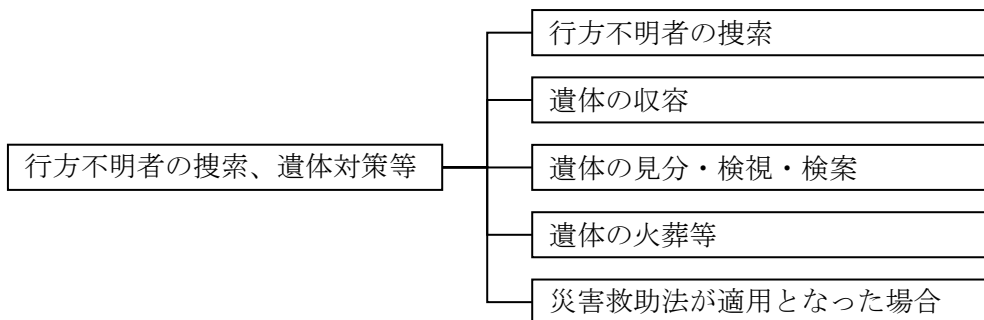 行方不明者の捜索、遺体対策等
行方不明者の捜索
遺体の収容
遺体の見分・検視・検案
遺体の火葬等
災害救助法が適用となった場合